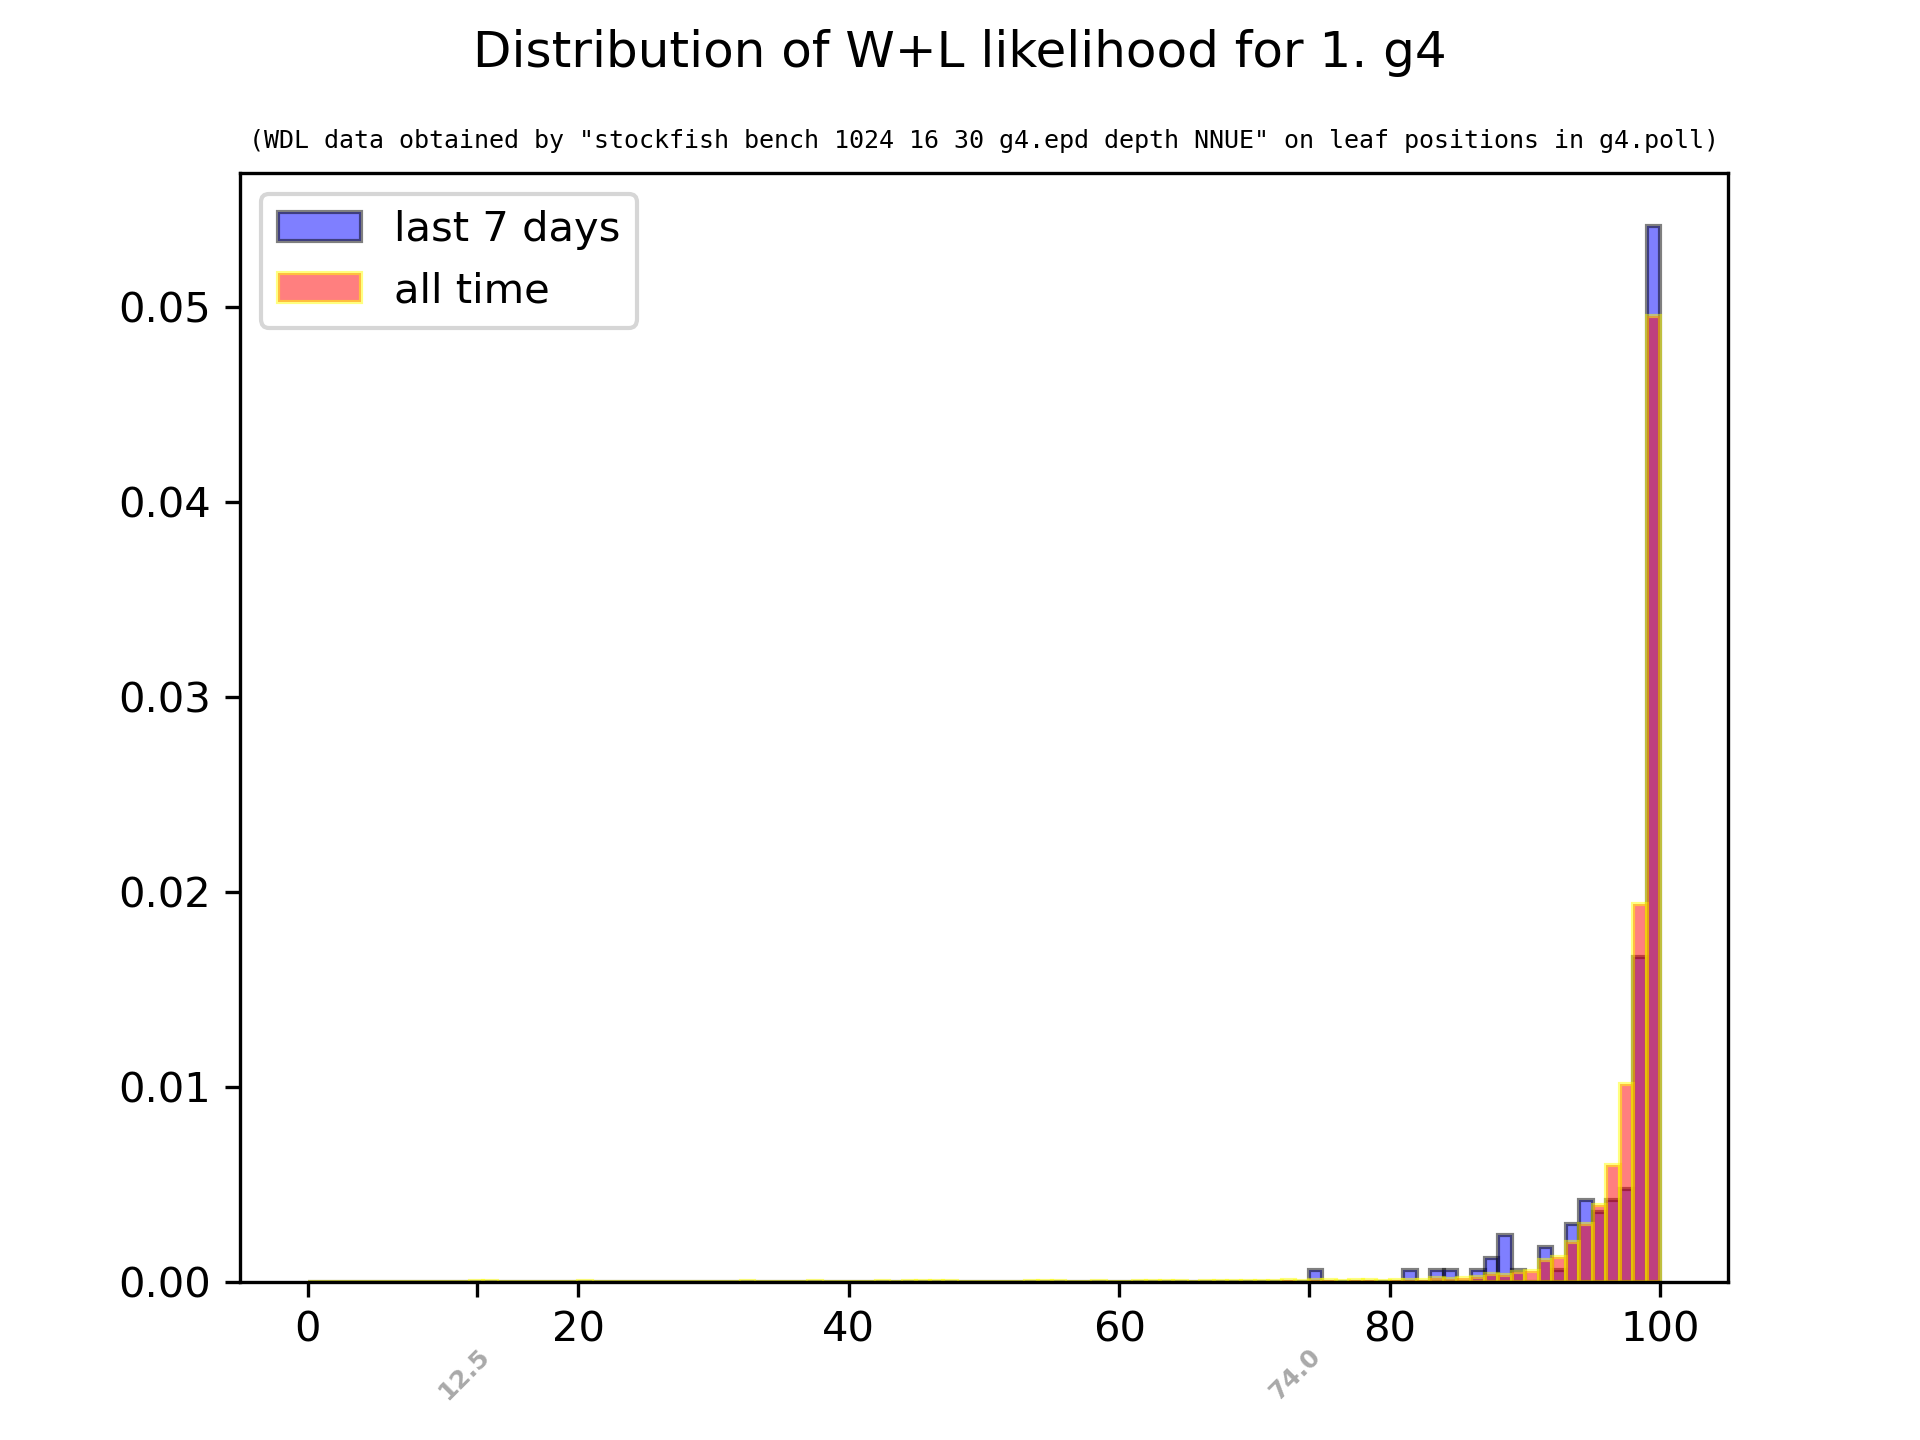 Distribution of W+L likelihood for 1. g4
(WDL data obtained by "stockfish bench 1024 16 30 g4.epd depth NNUE" on leaf positions in g4.poll)
last 7 days
all time
0.05
0.04
0.03
0.02
0.01
0.00
0 20 40 60 80 100
12.5 74.0